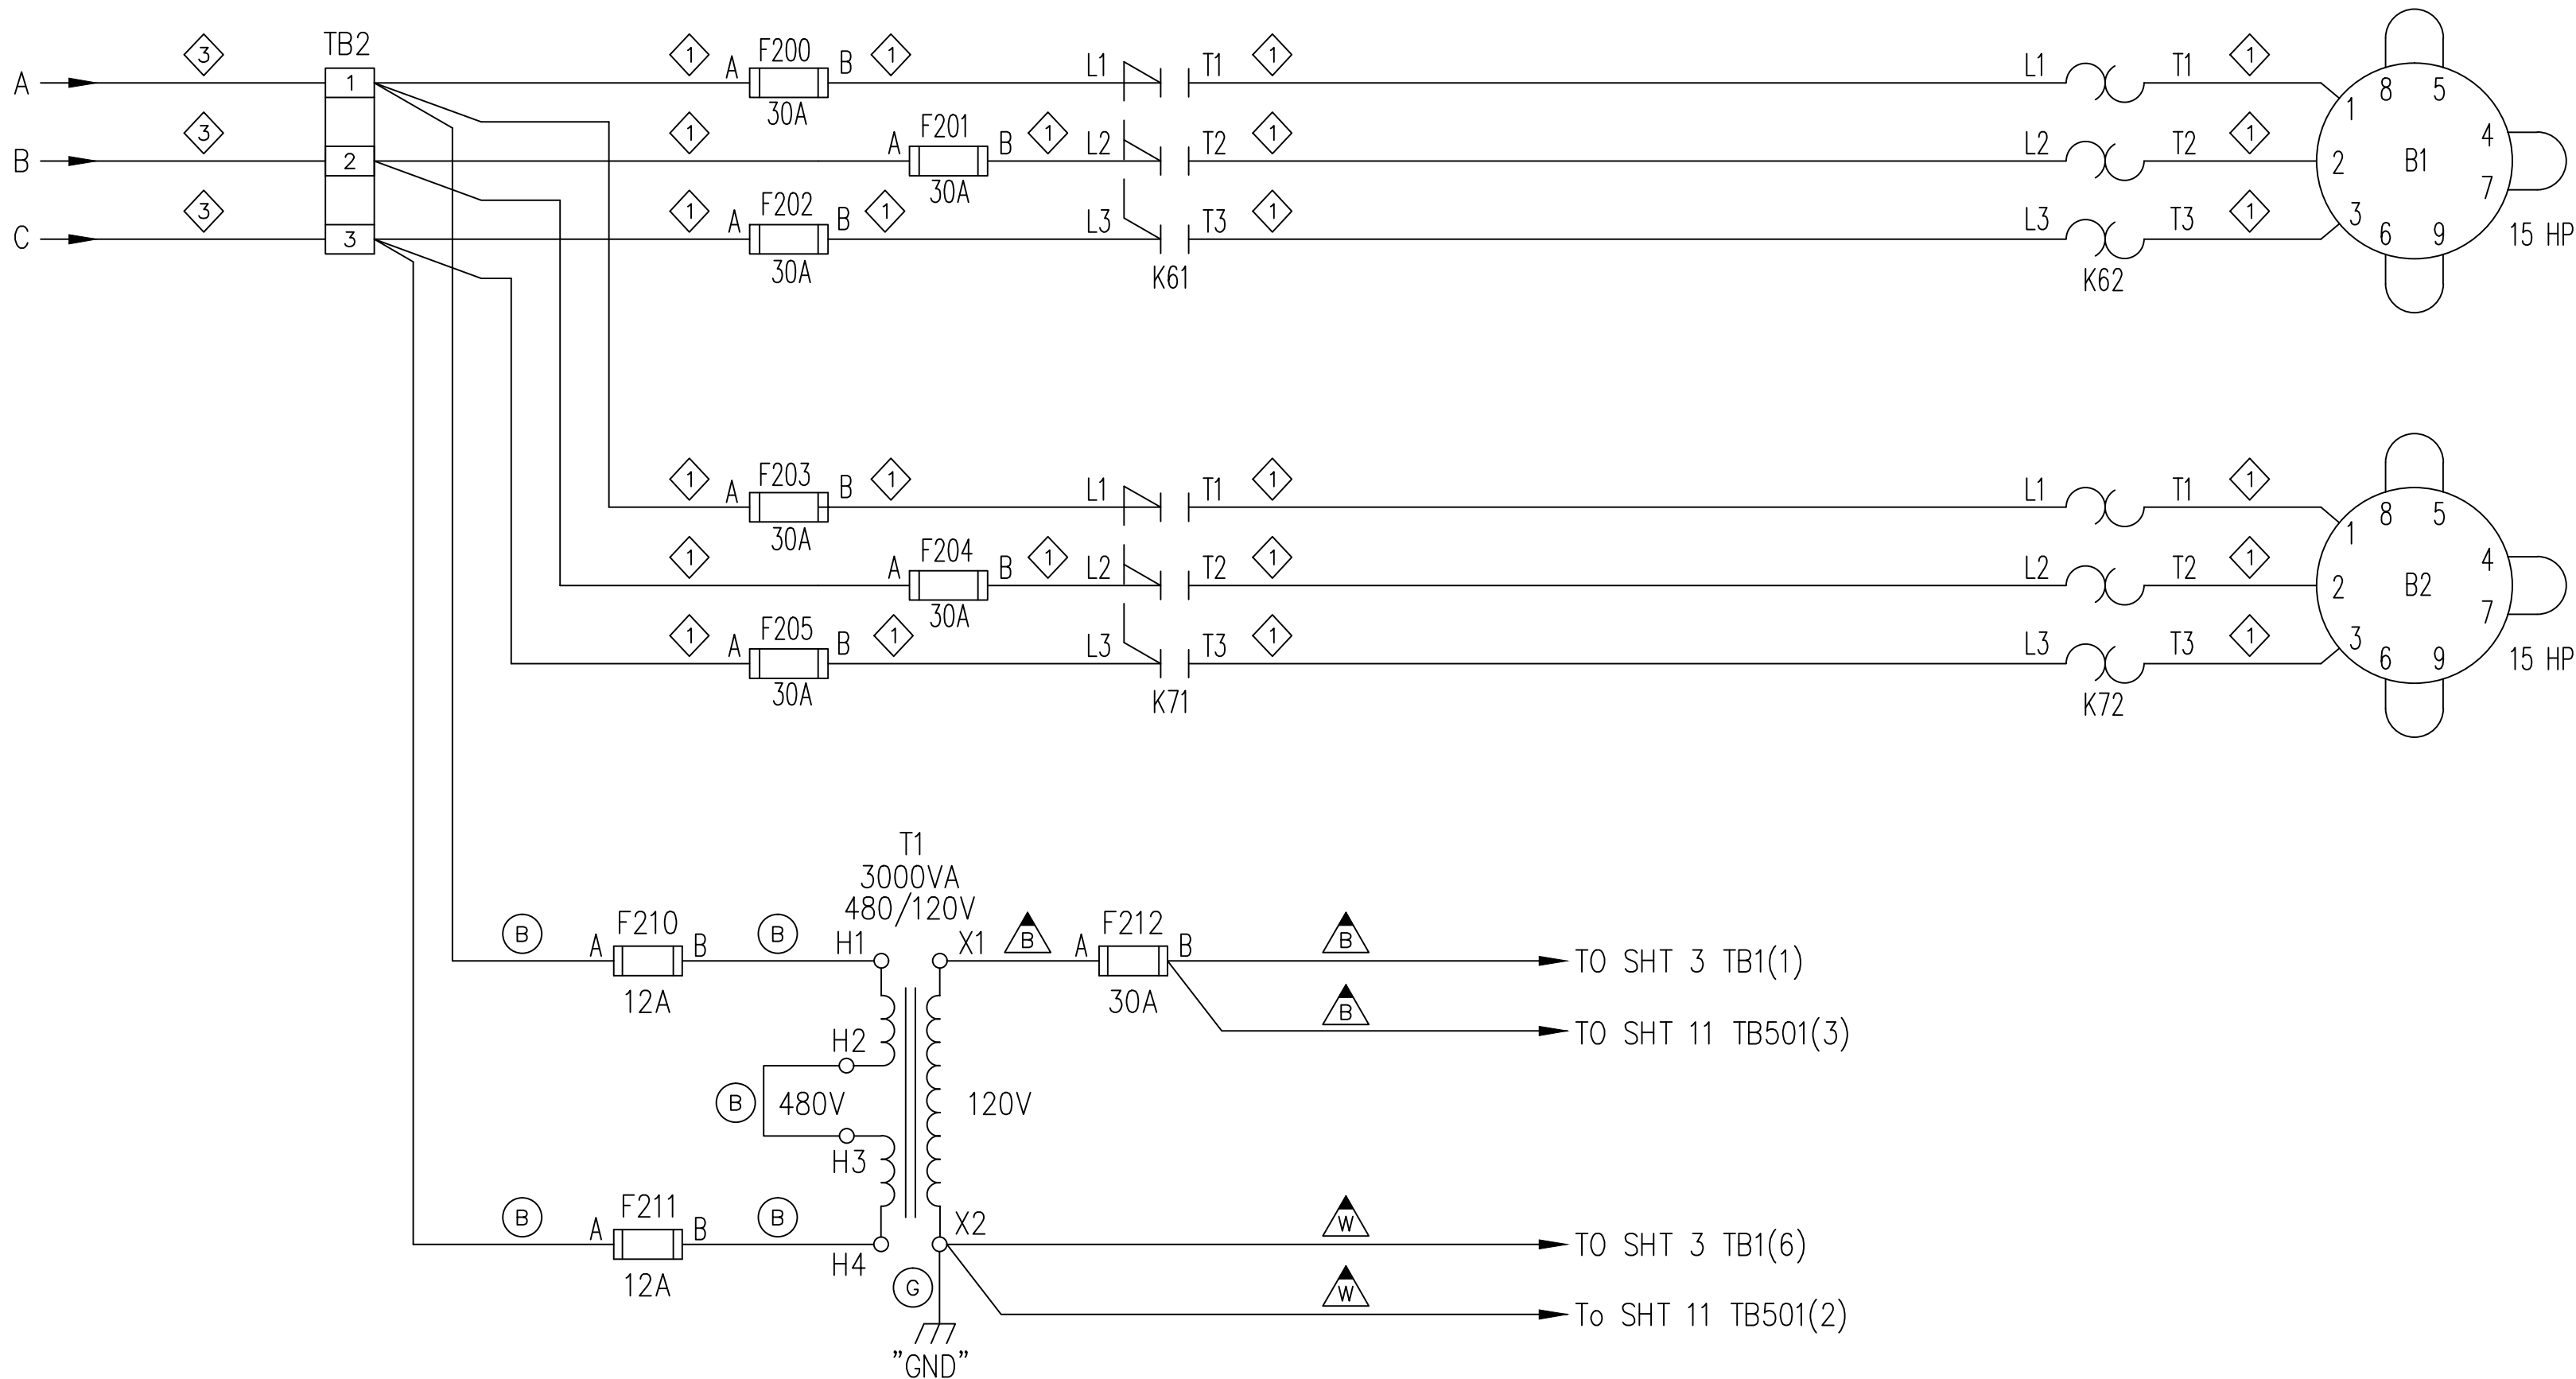 TB2
A 3 1 1 A F200 B 1 L1 T1 1 L1 T1 1
30A
B 3 2 1 A F201 B 1 L2 T2 1 L2 T2 1
30A
C 3 3 1 A F202 B 1 L3 T3 1 L3 T3 1
30A
K61
K62
8 5
1 4
2 B1
3 7
6 9
15 HP
1 A F203 B 1 L1 T1 1 L1 T1 1
30A
1 A F204 B 1 L2 T2 1 L2 T2 1
30A
1 A F205 B 1 L3 T3 1 L3 T3 1
30A
K71
K72
8 5
1 4
2 B2
3 7
6 9
15 HP
T1
3000VA
480/120V
B A F210 B B H1 X1 B A F212 B B TO SHT 3 TB1(1)
12A
30A
B TO SHT 11 TB501(3)
H2
B 480V 120V
H3
B A F211 B B H4 X2 W TO SHT 3 TB1(6)
12A
G W To SHT 11 TB501(2)
"GND"